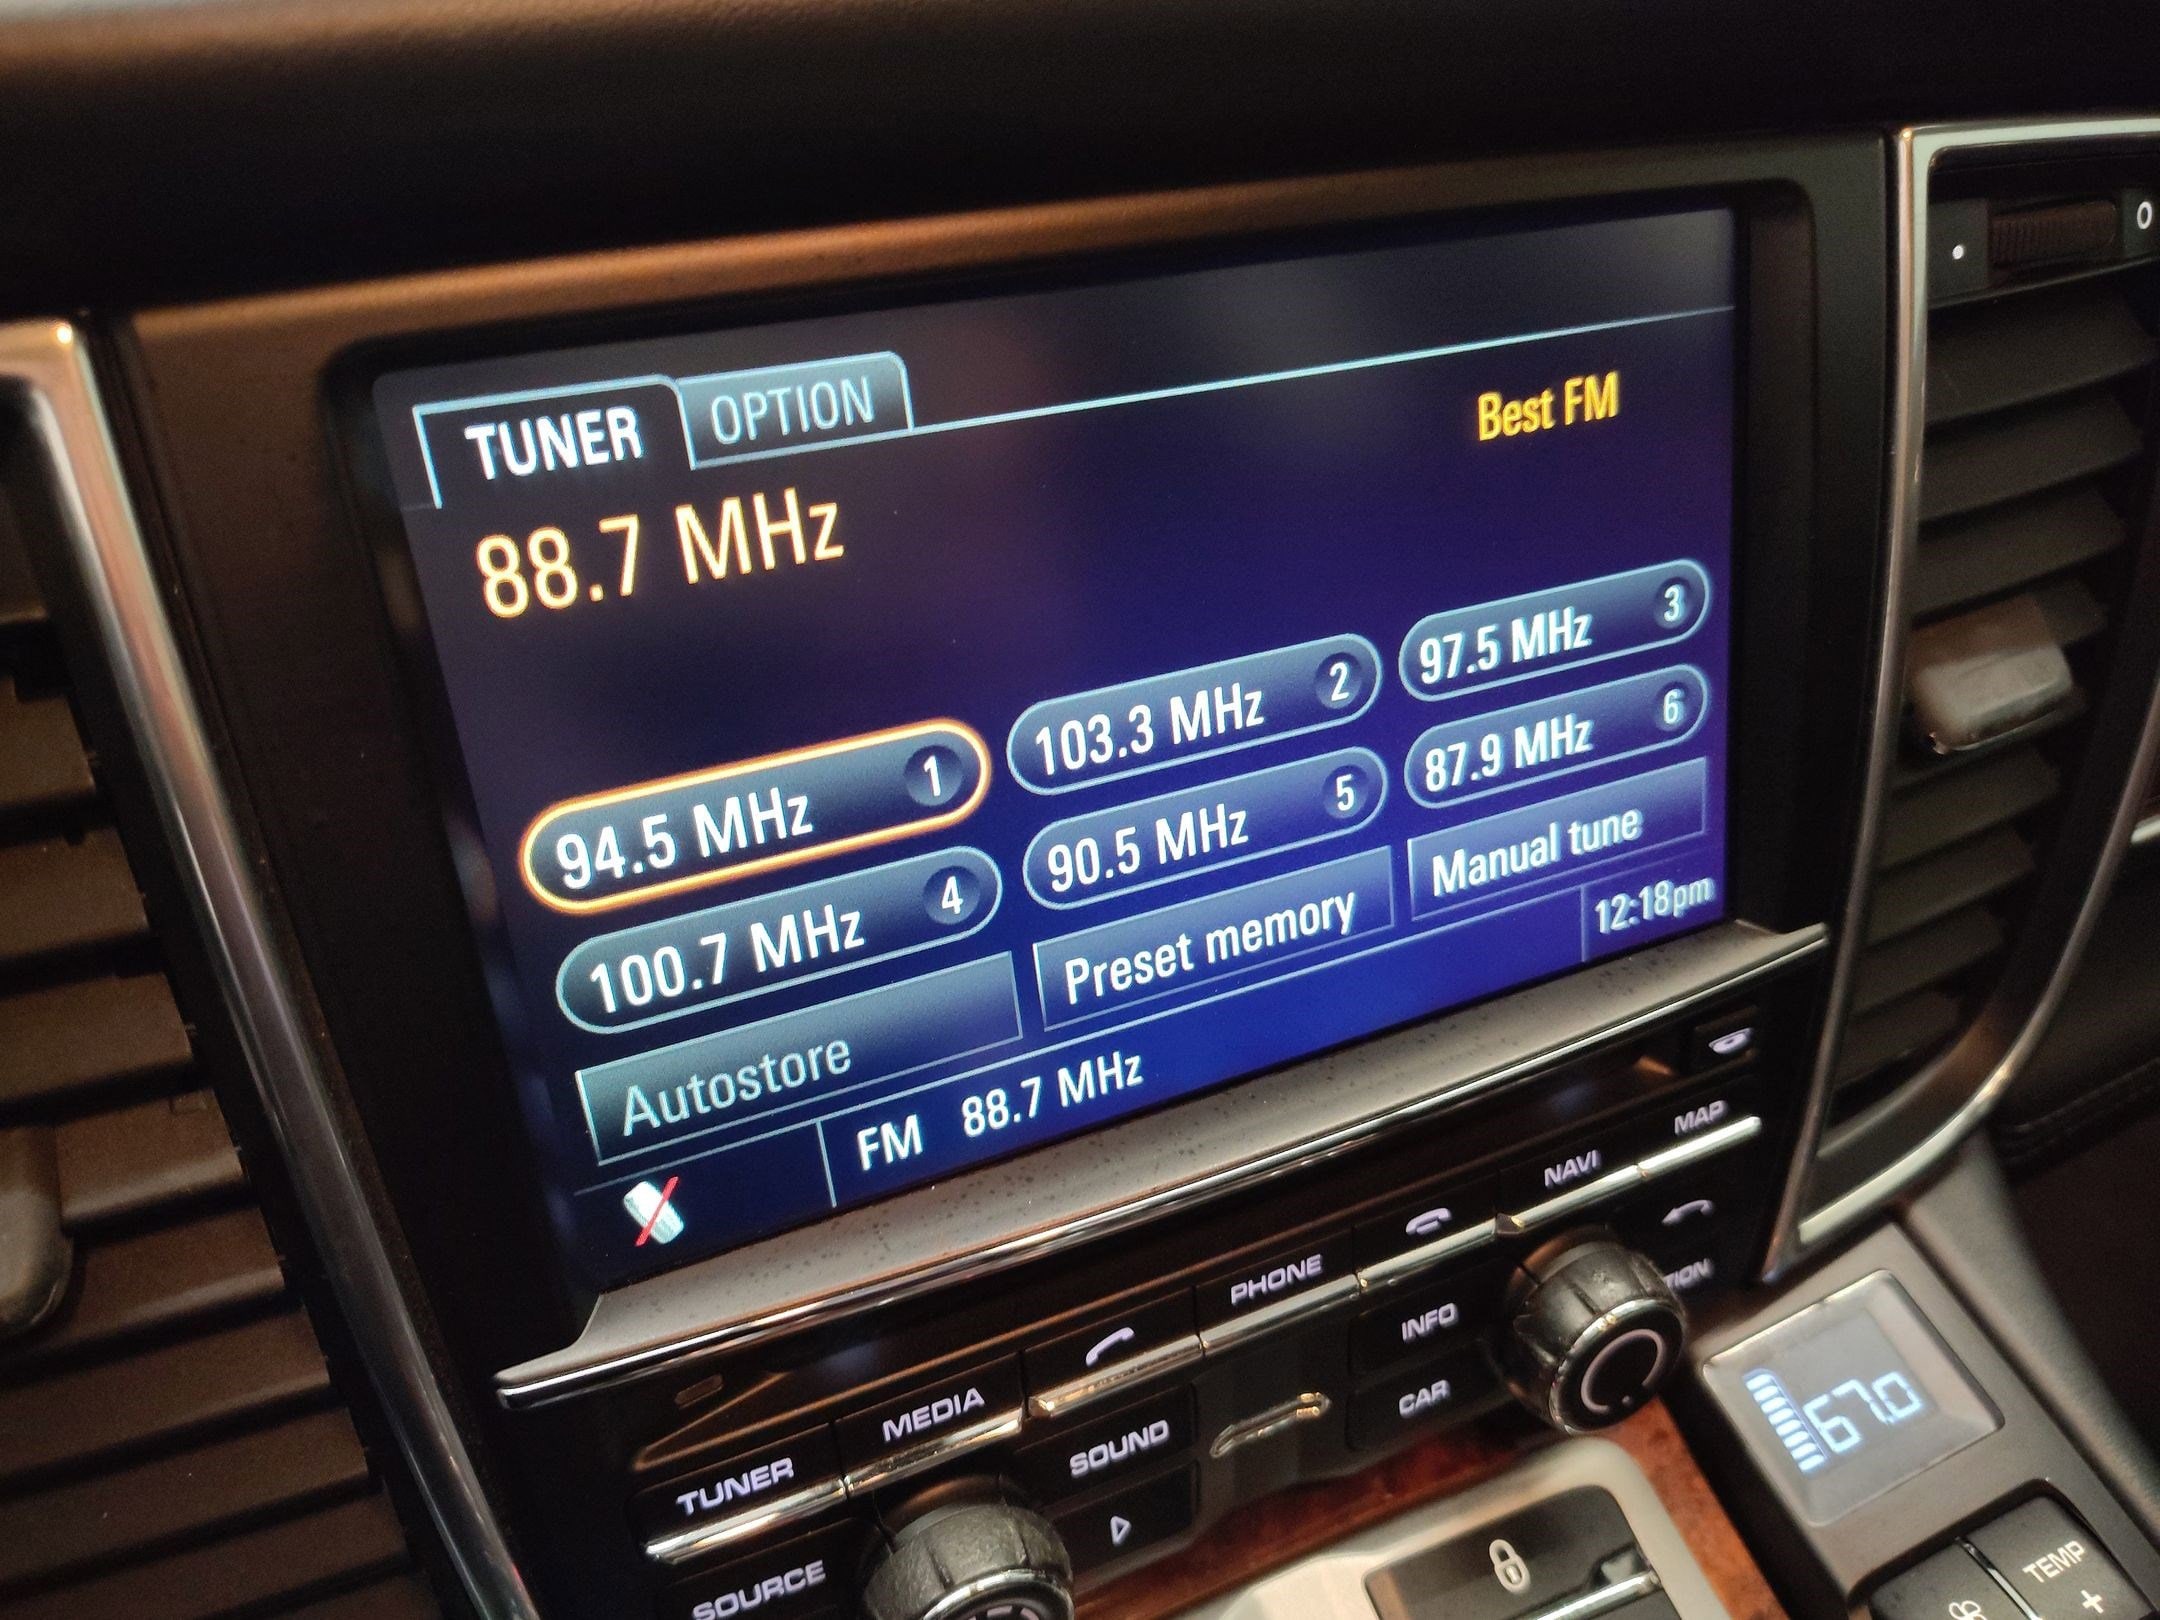 TUNER OPTION
Best FM
88.7 MHz
94.5 MHz 1
103.3 MHz 2
97.5 MHz 3
100.7 MHz 4
90.5 MHz 5
87.9 MHz 6
Autostore
Preset memory
Manual tune
FM 88.7 MHz
12:18pm
TUNER
MEDIA
PHONE
NAVI
MAP
SOURCE
SOUND
INFO
CAR
67.0
TEMP
+
0